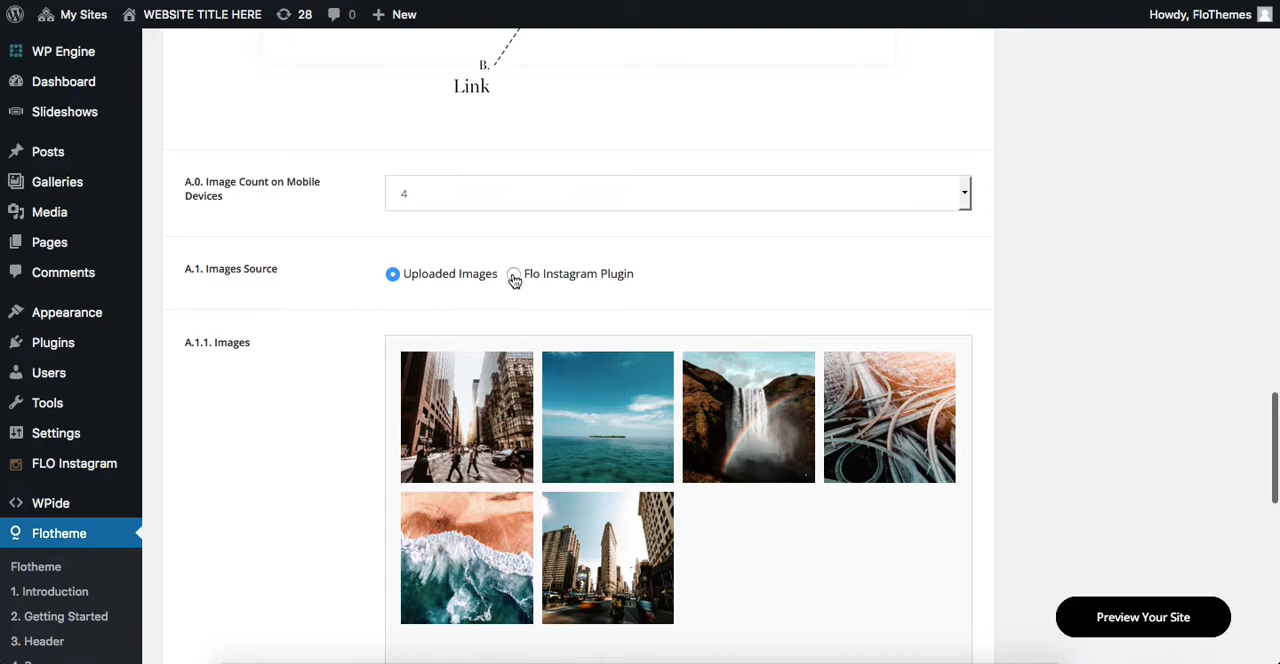 My Sites
WEBSITE TITLE HERE
28
0
New
Howdy, FloThemes
WP Engine
Dashboard
Slideshows
Posts
Galleries
Media
Pages
Comments
Appearance
Plugins
Users
Tools
Settings
FLO Instagram
WPide
Flotheme
Flotheme
1. Introduction
2. Getting Started
3. Header
B.
Link
A.0. Image Count on Mobile
Devices
4
A.1. Images Source
Uploaded Images
Flo Instagram Plugin
A.1.1. Images
Preview Your Site